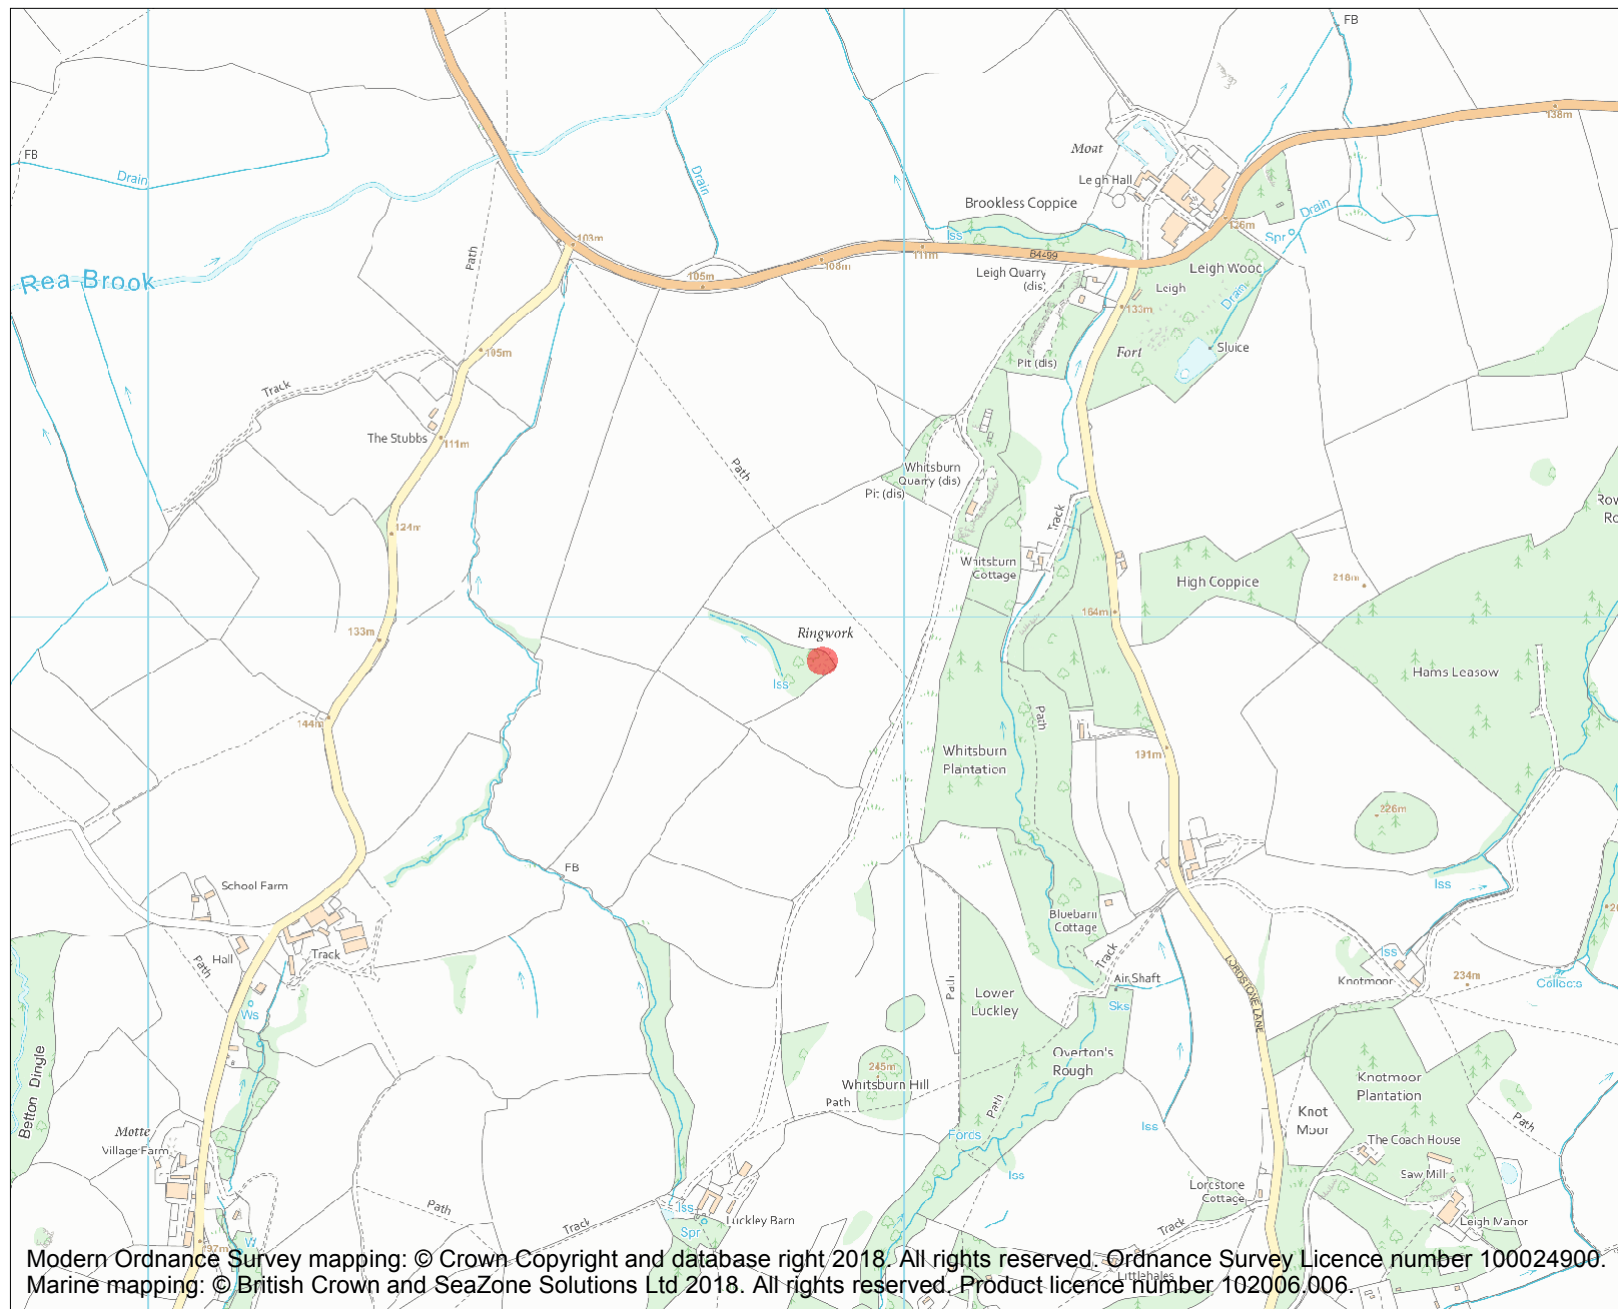 FB
FB
Drain
Drain
Moat
Leigh Hall
Brookless Coppice
Iss
Drain
Spr
126m
138m
Path
103m
Rea Brook
105m
108m
111m
B4499
Leigh Quarry
(dis)
Leigh Wood
Leigh
Drain
133m
Fort
Sluice
Pit (dis)
105m
Track
The Stubbs
111m
Path
Whitsburn
Quarry (dis)
Pit (dis)
Track
124m
Whitsburn
Cottage
High Coppice
218m
133m
164m
Ringwork
Iss
Hams Leasow
144m
Path
Whitsburn
Plantation
191m
226m
FB
School Farm
Iss
Bluebarn
Cottage
Hall
Track
Path
Track
Air Shaft
Iss
Knotmoor
234m
Collects
Path
LORDSTONE LANE
Ws
Lower
Luckley
Sks
Overton's
Rough
Betton Dingle
245m
Whitsburn Hill
Path
Path
Knotmoor
Plantation
Knot
Moor
Path
Motte
Village Farm
Fords
Iss
Iss
The Coach House
Saw Mill
Lordstone
Cottage
Path
Track
Iss
Spr
Luckley Barn
Track
Leigh Manor
W
Littlehales
Modern Ordnance Survey mapping: © Crown Copyright and database right 2018. All rights reserved. Ordnance Survey Licence number 100024900.
Marine mapping: © British Crown and SeaZone Solutions Ltd 2018. All rights reserved. Product licence number 102006.006.